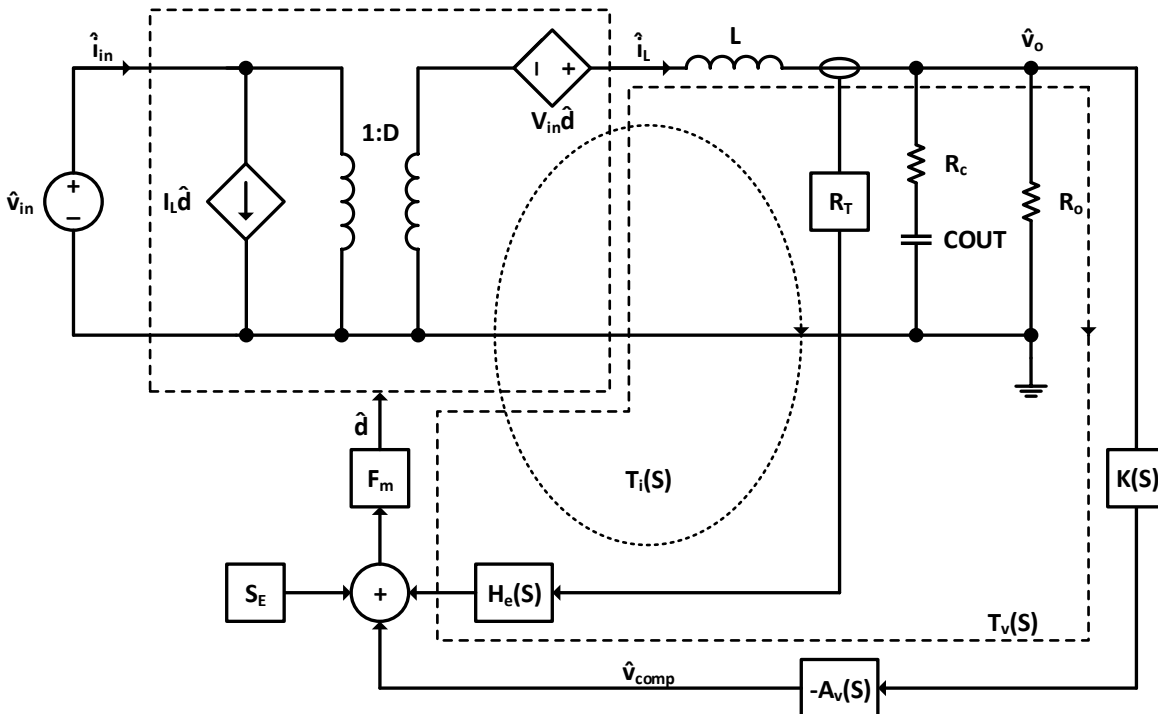 î_in
î_L
L
v̂_o
V_in d̂
1:D
v̂_in
+
−
I_L d̂
R_T
R_c
COUT
R_o
d̂
F_m
T_i(S)
K(S)
S_E
+
H_e(S)
T_v(S)
v̂_comp
-A_v(S)